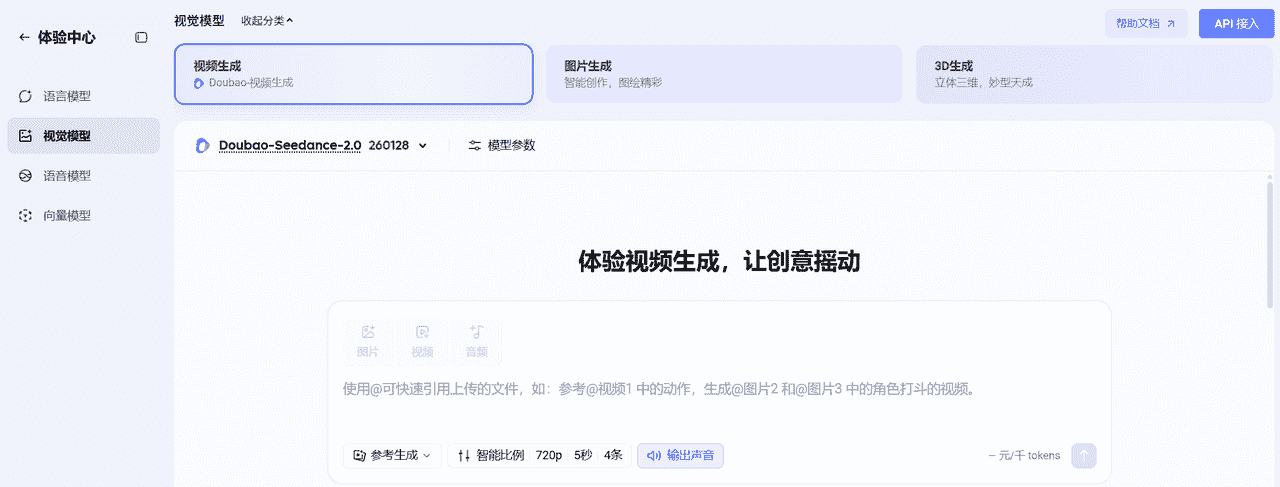 体验中心
语言模型
视觉模型
语音模型
向量模型
视觉模型 收起分类
帮助文档
API 接入
视频生成
Doubao-视频生成
图片生成
智能创作，图绘精彩
3D生成
立体三维，妙型天成
Doubao-Seedance-2.0 260128
模型参数
体验视频生成，让创意摇动
图片 视频 音频
使用@可快速引用上传的文件，如：参考@视频1 中的动作，生成@图片2 和@图片3 中的角色打斗的视频。
参考生成 智能比例 720p 5秒 4条 输出声音 – 元/千 tokens